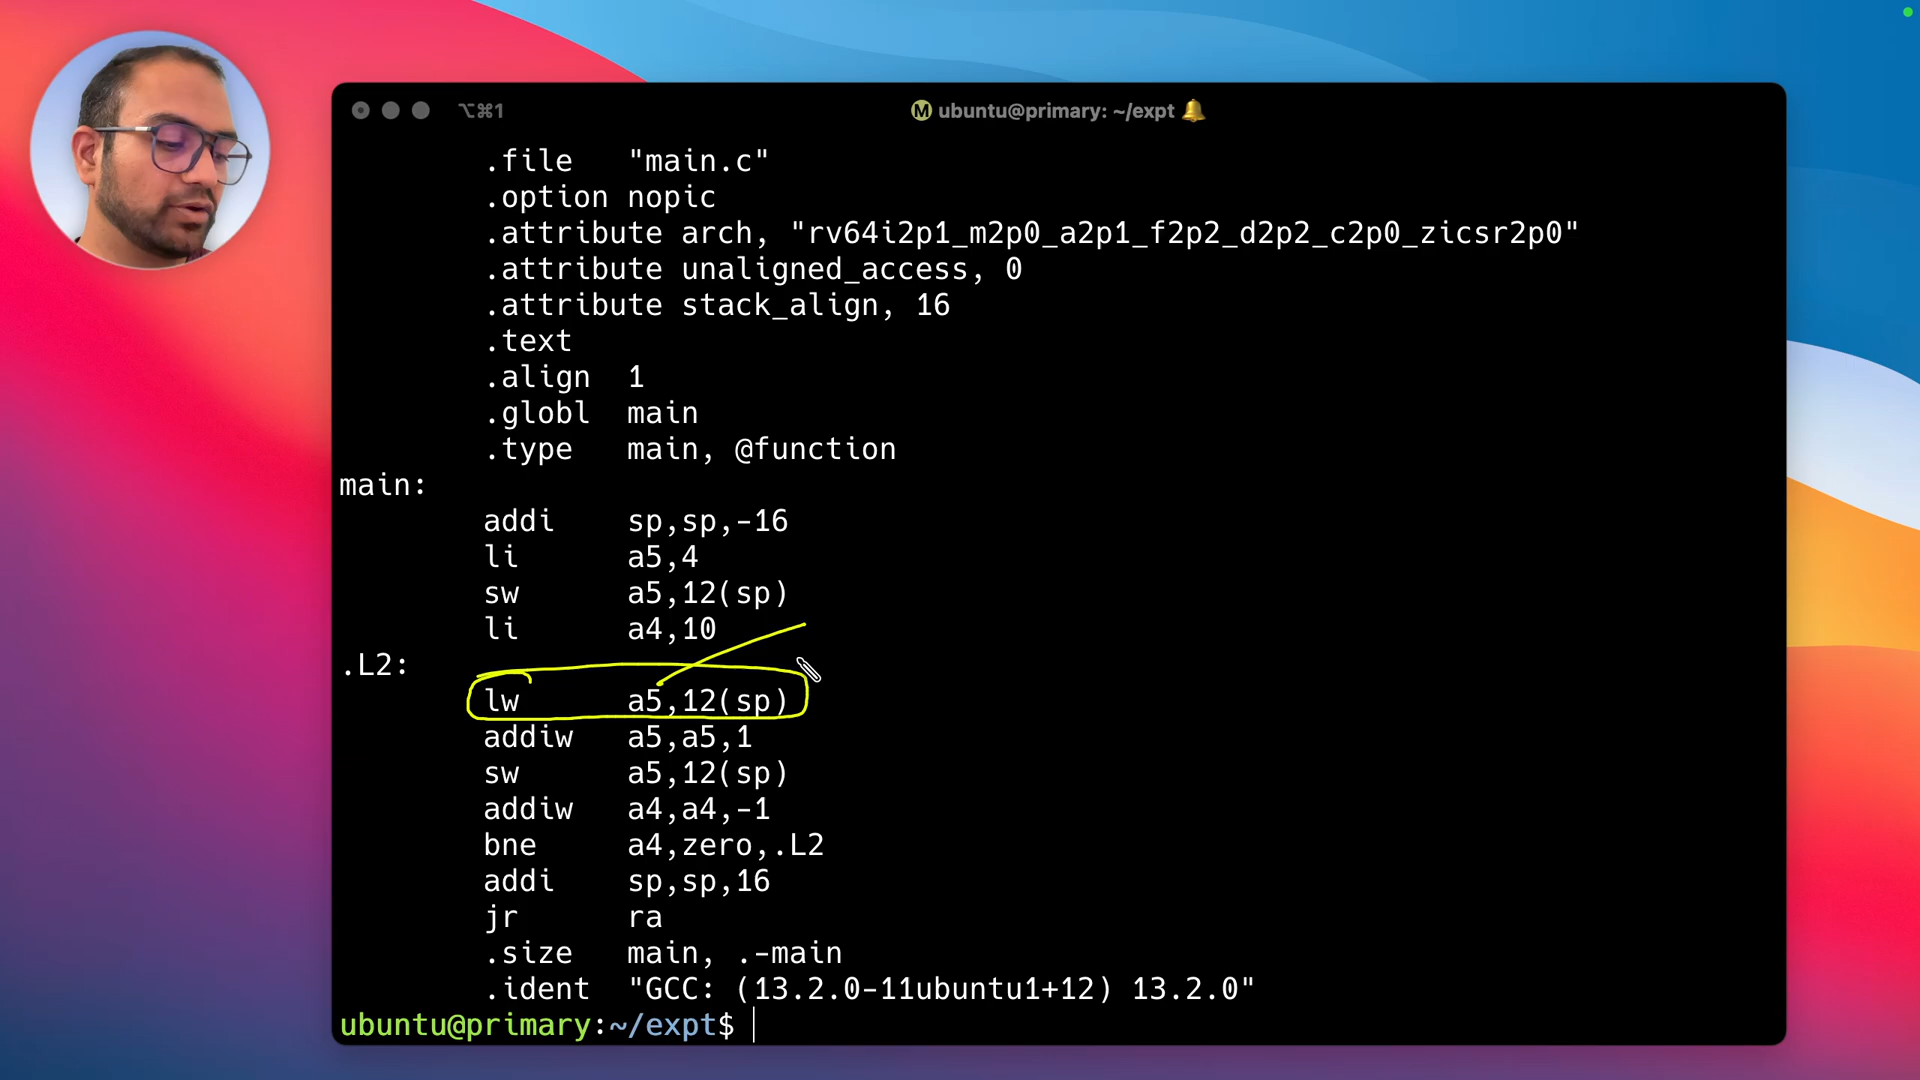 ⌥⌘1
M ubuntu@primary: ~/expt 🔔
.file "main.c"
.option nopic
.attribute arch, "rv64i2p1_m2p0_a2p1_f2p2_d2p2_c2p0_zicsr2p0"
.attribute unaligned_access, 0
.attribute stack_align, 16
.text
.align 1
.globl main
.type main, @function
main:
addi sp,sp,-16
li a5,4
sw a5,12(sp)
li a4,10
.L2:
lw a5,12(sp)
addiw a5,a5,1
sw a5,12(sp)
addiw a4,a4,-1
bne a4,zero,.L2
addi sp,sp,16
jr ra
.size main, .-main
.ident "GCC: (13.2.0-11ubuntu1+12) 13.2.0"
ubuntu@primary:~/expt$